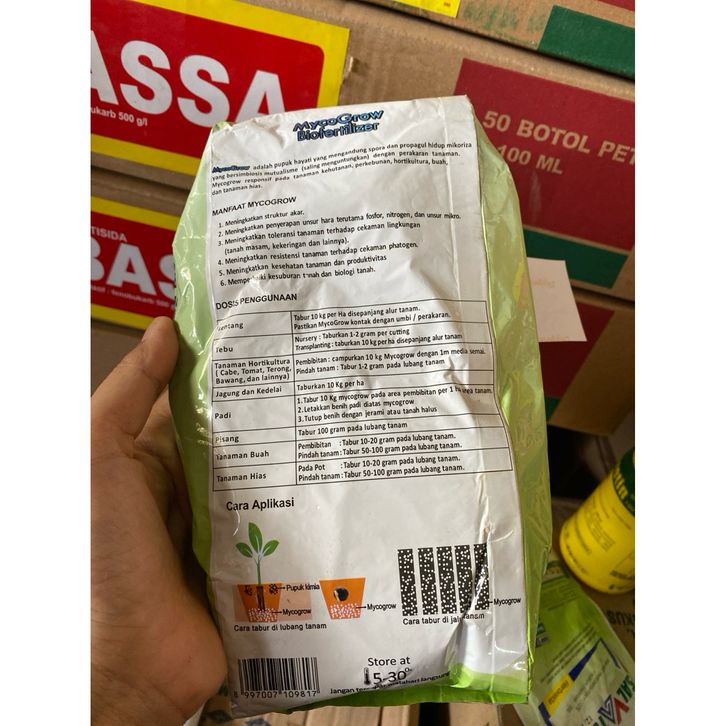 ASSA
bukarb 500 g/l
50 BOTOL PET
100 ML
MycoGrow
Biofertilizer
MycoGrow adalah pupuk hayati yang mengandung spora dan propagul hidup mikoriza
yang bersimbiosis mutualisme (saling menguntungkan) dengan perakaran tanaman.
Mycogrow responsif pada tanaman kehutanan, perkebunan, hortikultura, buah,
dan tanaman hias.
MANFAAT MYCOGROW
1. Meningkatkan struktur akar.
2. Meningkatkan penyerapan unsur hara terutama fosfor, nitrogen, dan unsur mikro.
3. Meningkatkan toleransi tanaman terhadap cekaman lingkungan
(tanah masam, kekeringan dan lainnya).
4. Meningkatkan resistensi tanaman terhadap cekaman phatogen.
5. Meningkatkan kesehatan tanaman dan produktivitas
6. kesuburan tanah dan biologi tanah.
TISIDA
BAS
DOSIS PENGGUNAAN
entang
Tabur 10 kg per Ha disepanjang alur tanam.
Pastikan MycoGrow kontak dengan umbi / perakaran.
Tebu
Nursery : Taburkan 1-2 gram per cutting
Transplanting : taburkan 10 kg per ha disepanjang alur tanam
Tanaman Hortikultura
( Cabe, Tomat, Terong,
Bawang, dan lainnya)
Pembibitan : campurkan 10 kg Mycogrow dengan 1m media semai.
Pindah tanam : Tabur 1-2 gram pada lubang tanam
Jagung dan Kedelai
Taburkan 10 Kg per ha
Padi
1. Tabur 10 Kg mycogrow pada area pembibitan per 1 area tanam.
2. Letakkan benih padi diatas mycogrow
3. Tutup benih dengan jerami atau tanah halus
Pisang
Tabur 100 gram pada lubang tanam
Tanaman Buah
Pembibitan : Tabur 10-20 gram pada lubang tanam.
Pindah tanam : Tabur 50-100 gram pada lubang tanam.
Tanaman Hias
Pada Pot : Tabur 10-20 gram pada lubang tanam.
Pindah tanam : Tabur 50-100 gram pada lubang tanam.
Cara Aplikasi
Pupuk kimia
Mycogrow
Mycogrow
Mycogrow
Cara tabur di lubang tanam
Cara tabur di
Store at
5-30°
8 997007 109817